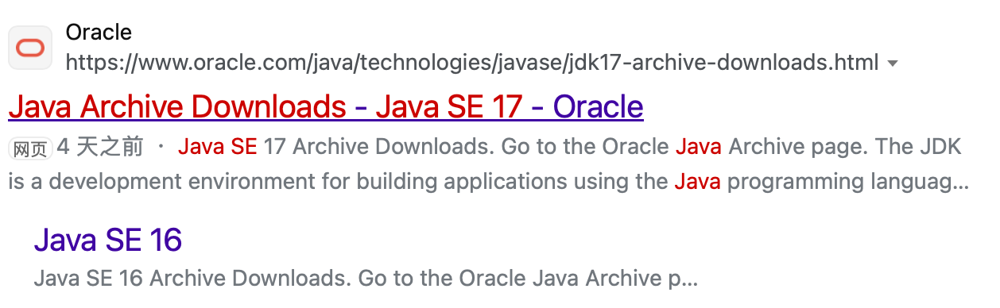 Oracle
https://www.oracle.com/java/technologies/javase/jdk17-archive-downloads.html
Java Archive Downloads - Java SE 17 - Oracle
网页 4 天之前 · Java SE 17 Archive Downloads. Go to the Oracle Java Archive page. The JDK
is a development environment for building applications using the Java programming languag...
Java SE 16
Java SE 16 Archive Downloads. Go to the Oracle Java Archive p...